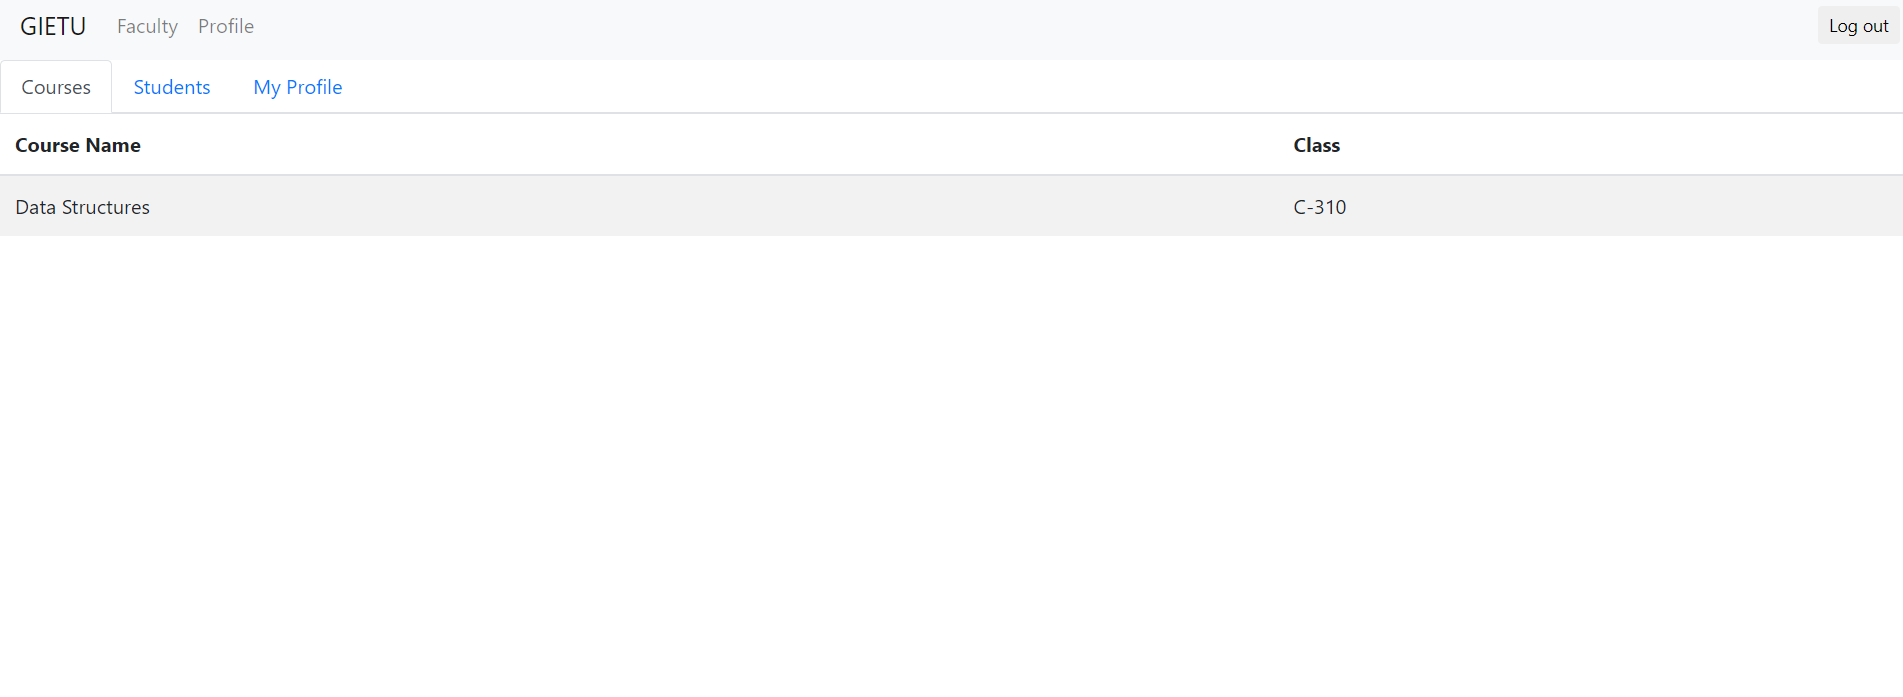 GIETU Faculty Profile Log out
Courses Students My Profile
Course Name Class
Data Structures C-310